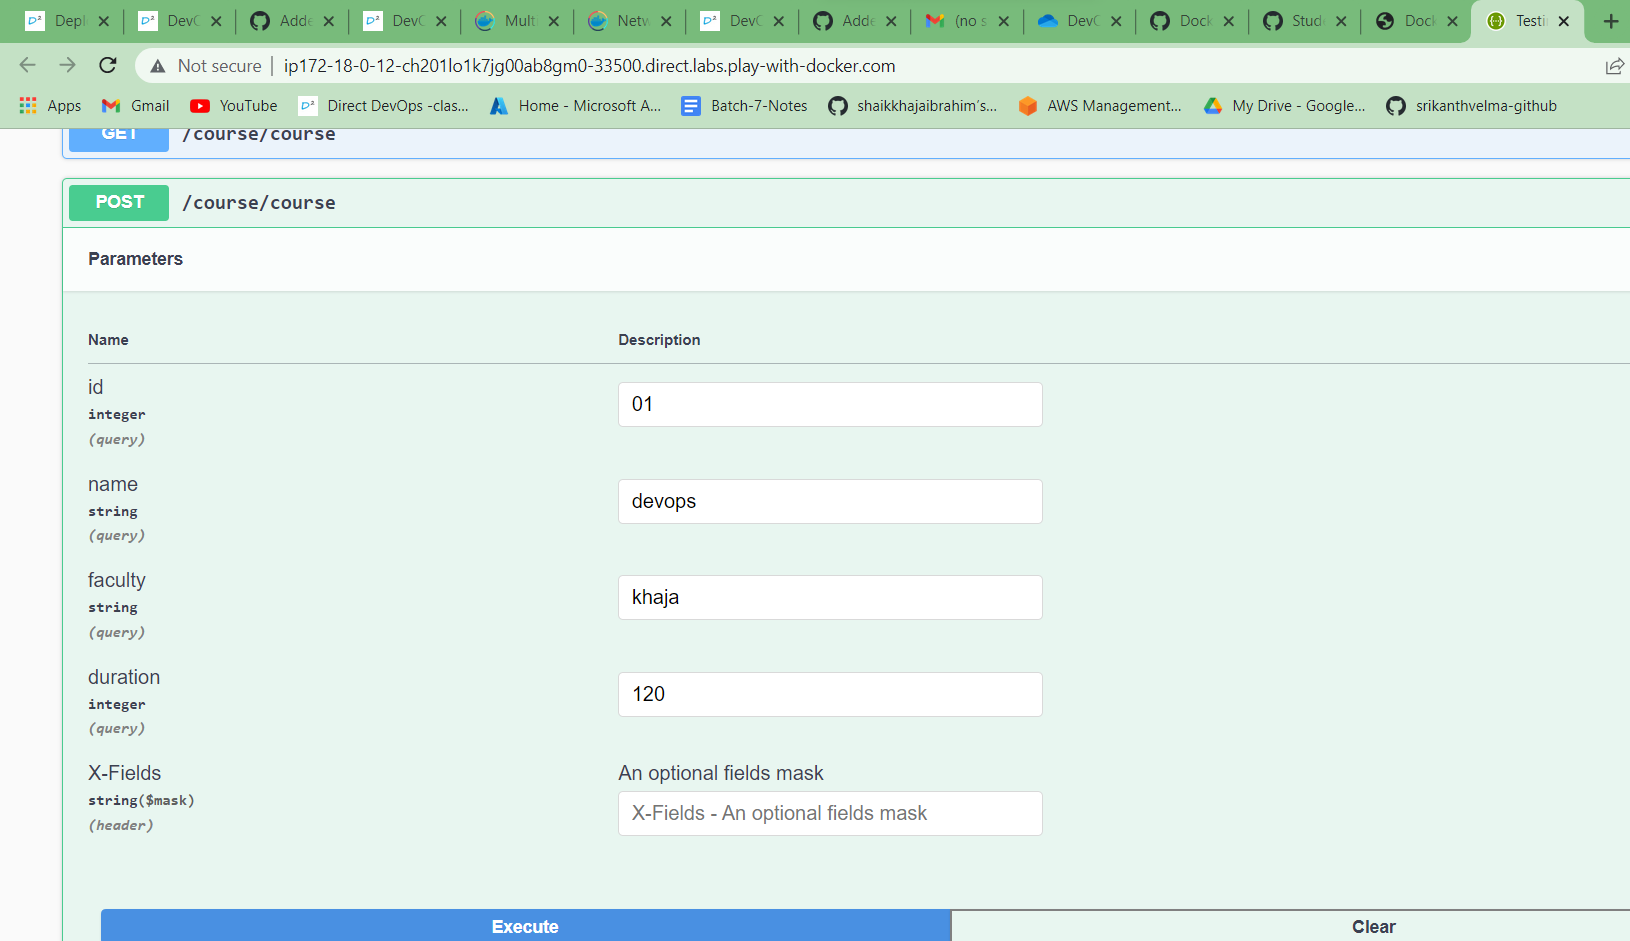 Depl DevC Adde DevC Mult Netw DevC Adde (no s DevC Dock Stud Dock Testi
Not secure ip172-18-0-12-ch201lo1k7jg00ab8gm0-33500.direct.labs.play-with-docker.com
Apps Gmail YouTube Direct DevOps -clas... Home - Microsoft A... Batch-7-Notes shaikkhajaibrahim's... AWS Management... My Drive - Google... srikanthvelma-github
GET /course/course
POST /course/course
Parameters
Name Description
id
integer
(query)
01
name
string
(query)
devops
faculty
string
(query)
khaja
duration
integer
(query)
120
X-Fields
string($mask)
(header)
An optional fields mask
X-Fields - An optional fields mask
Execute Clear